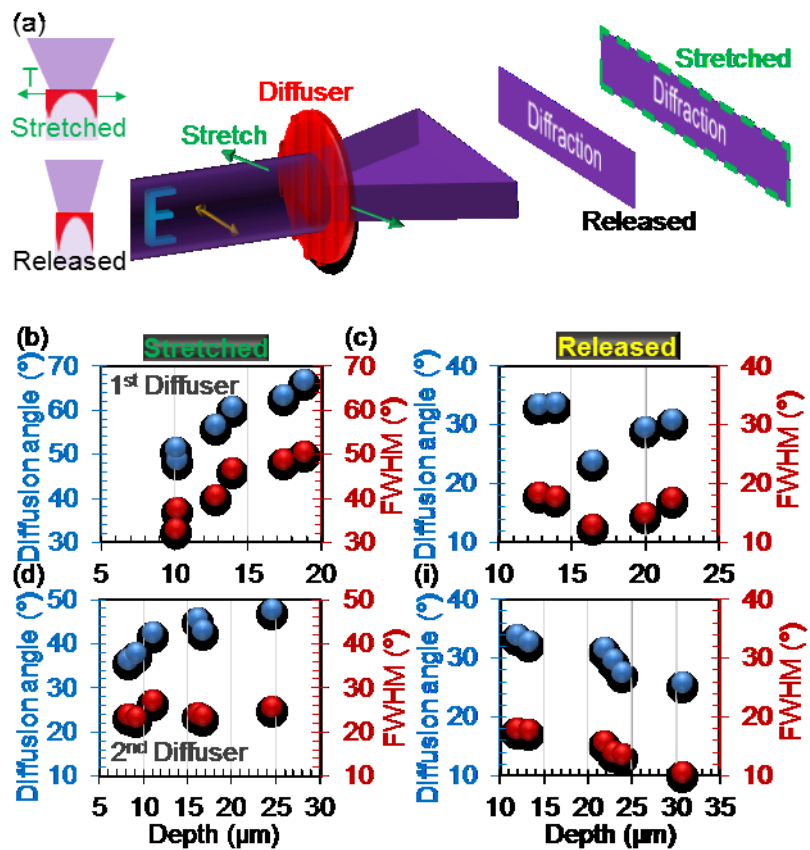 (a)
T
Stretched
Released
Diffuser
Stretch
E
Diffraction
Released
Stretched
Diffraction
(b)
Stretched
Diffusion angle (°)
70
60
50
40
30
1st Diffuser
70
60
50
40
30
FWHM (°)
5
10
15
20
(c)
Released
Diffusion angle (°)
40
30
20
10
40
30
20
10
FWHM (°)
10
15
20
25
(d)
Diffusion angle (°)
50
40
30
20
10
2nd Diffuser
50
40
30
20
10
FWHM (°)
5
10
15
20
25
30
Depth (µm)
(i)
Diffusion angle (°)
40
30
20
10
40
30
20
10
FWHM (°)
10
15
20
25
30
35
Depth (µm)